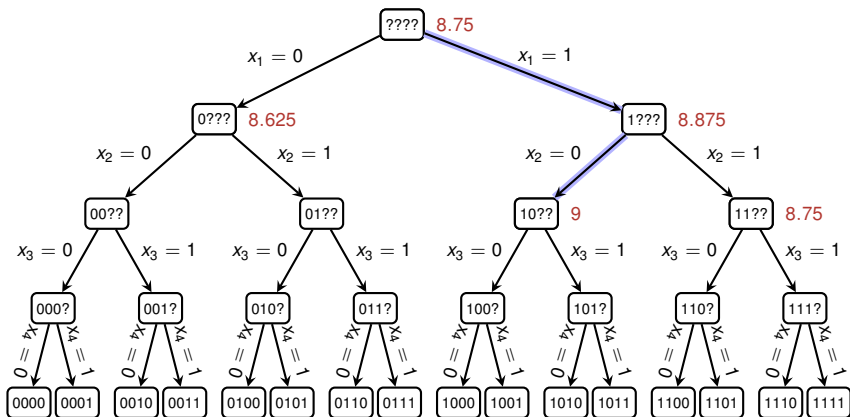 ???? 8.75
x₁ = 0 x₁ = 1
0??? 8.625 1??? 8.875
x₂ = 0 x₂ = 1 x₂ = 0 x₂ = 1
00?? 01?? 10?? 9 11?? 8.75
x₃ = 0 x₃ = 1 x₃ = 0 x₃ = 1 x₃ = 0 x₃ = 1 x₃ = 0 x₃ = 1
000? 001? 010? 011? 100? 101? 110? 111?
x₄ = 0 x₄ = 1 x₄ = 0 x₄ = 1 x₄ = 0 x₄ = 1 x₄ = 0 x₄ = 1 x₄ = 0 x₄ = 1 x₄ = 0 x₄ = 1 x₄ = 0 x₄ = 1 x₄ = 0 x₄ = 1
0000 0001 0010 0011 0100 0101 0110 0111 1000 1001 1010 1011 1100 1101 1110 1111